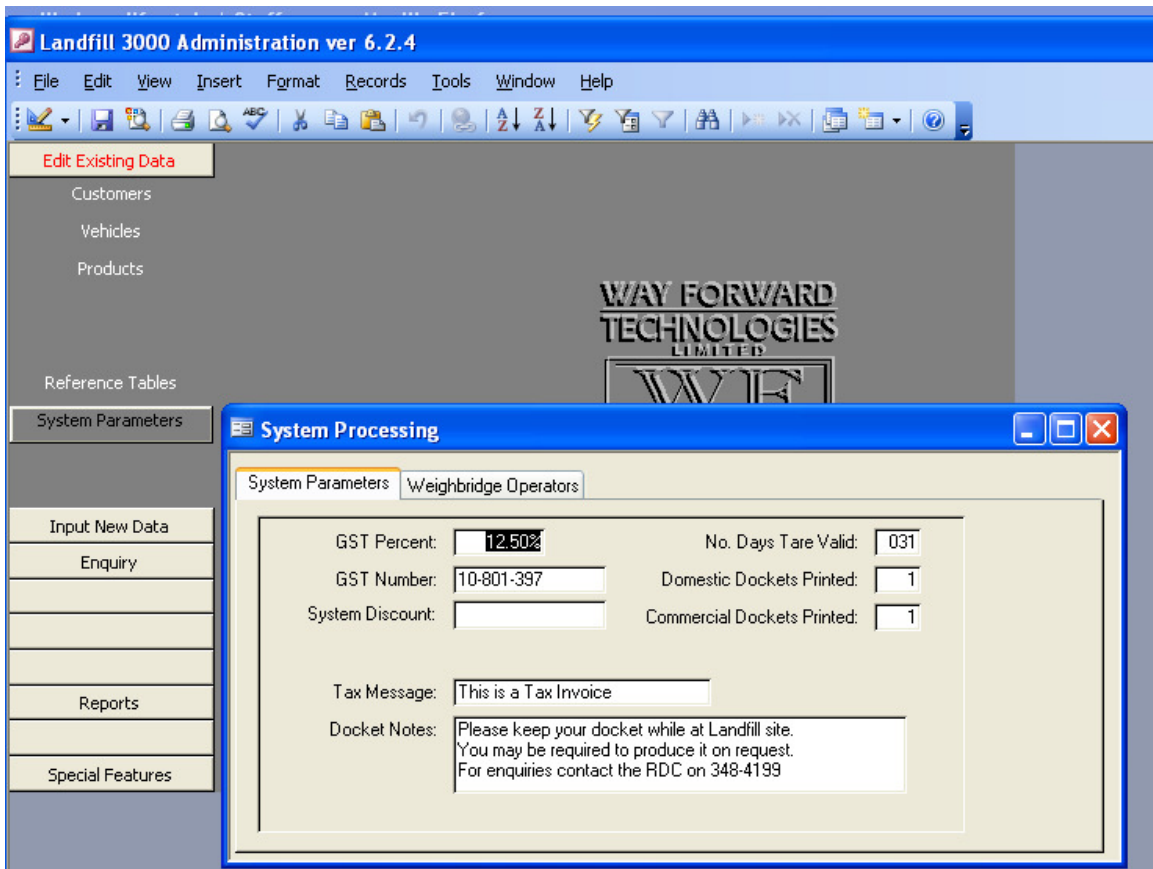 Landfill 3000 Administration ver 6.2.4
File Edit View Insert Format Records Tools Window Help
Edit Existing Data
Customers
Vehicles
Products
WAY FORWARD
TECHNOLOGIES
LIMITED
WF
Reference Tables
System Parameters
System Processing
System Parameters Weighbridge Operators
Input New Data
Enquiry
Reports
Special Features
GST Percent: 12.50% No. Days Tare Valid: 031
GST Number: 10-801-397 Domestic Dockets Printed: 1
System Discount: Commercial Dockets Printed: 1
Tax Message: This is a Tax Invoice
Docket Notes: Please keep your docket while at Landfill site.
You may be required to produce it on request.
For enquiries contact the RDC on 348-4199